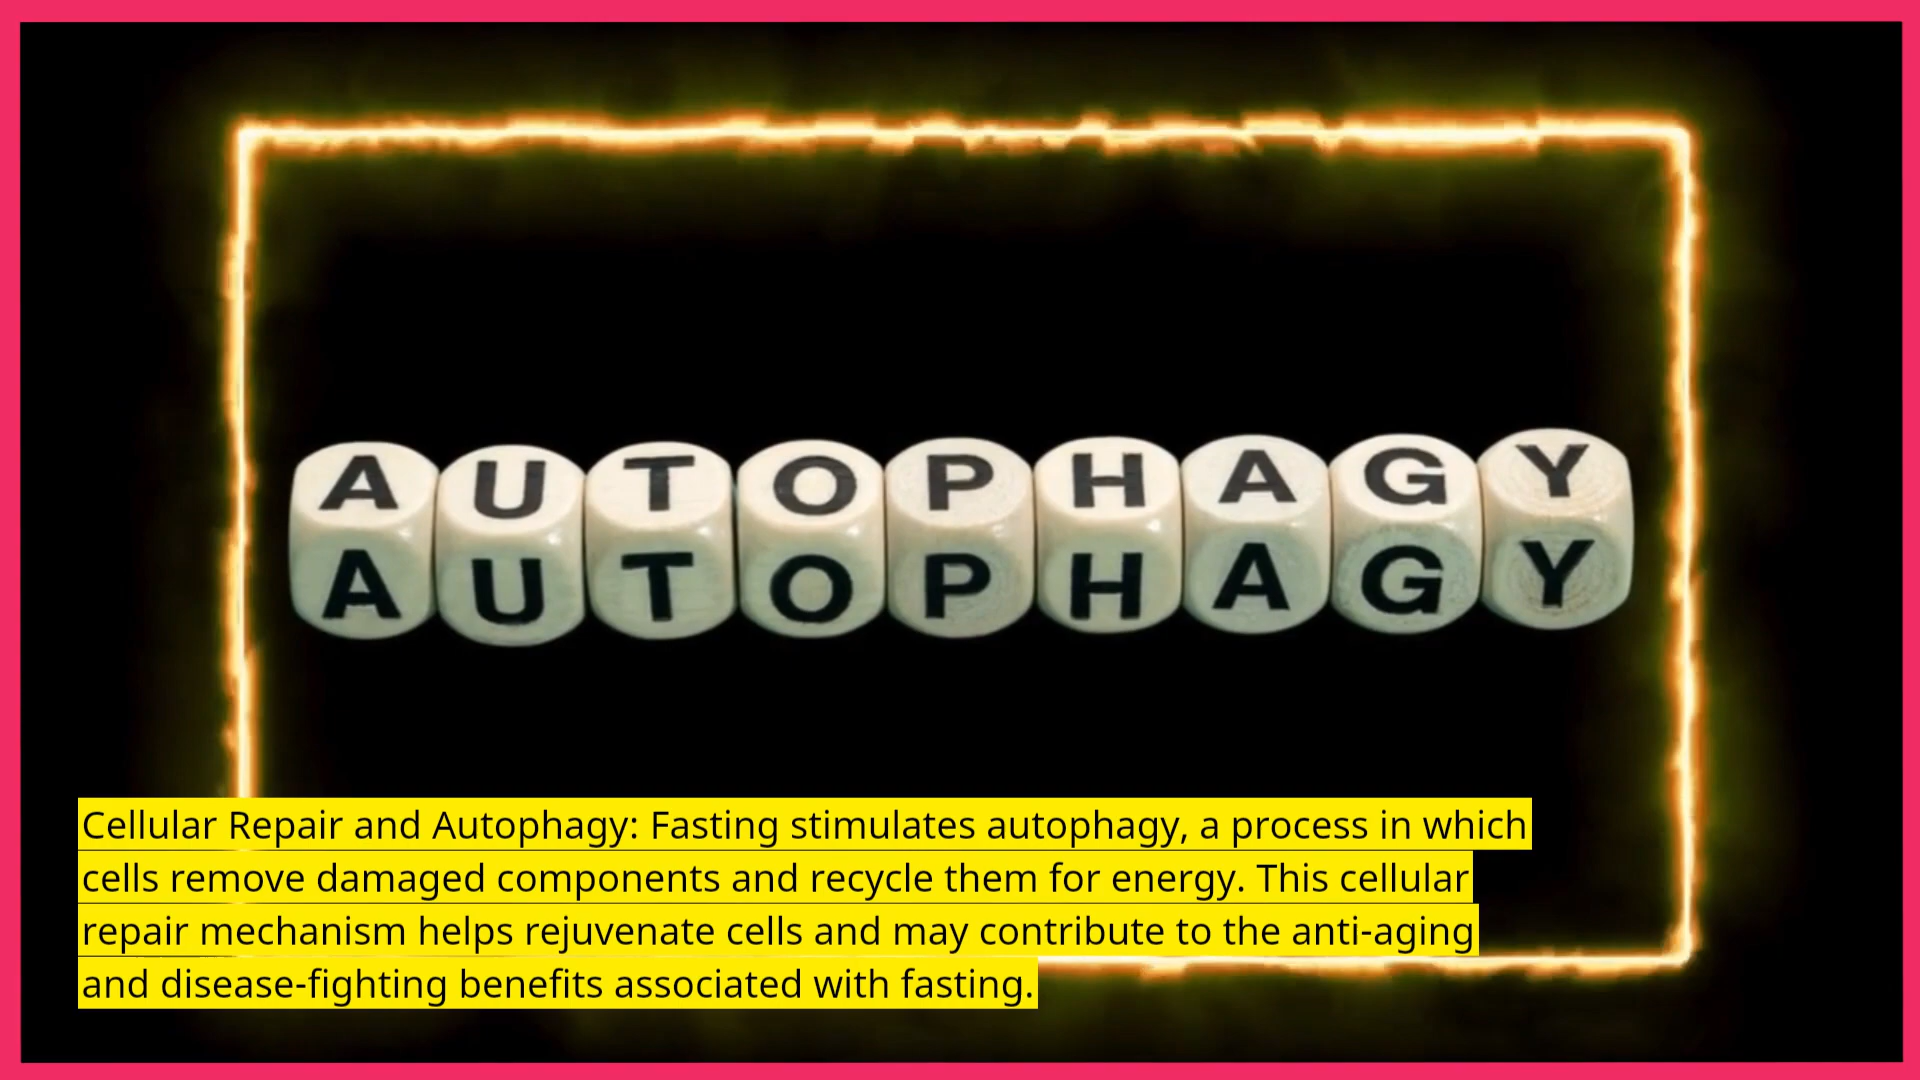 AUTOPHAGY
AUTOPHAGY
Cellular Repair and Autophagy: Fasting stimulates autophagy, a process in which
cells remove damaged components and recycle them for energy. This cellular
repair mechanism helps rejuvenate cells and may contribute to the anti-aging
and disease-fighting benefits associated with fasting.